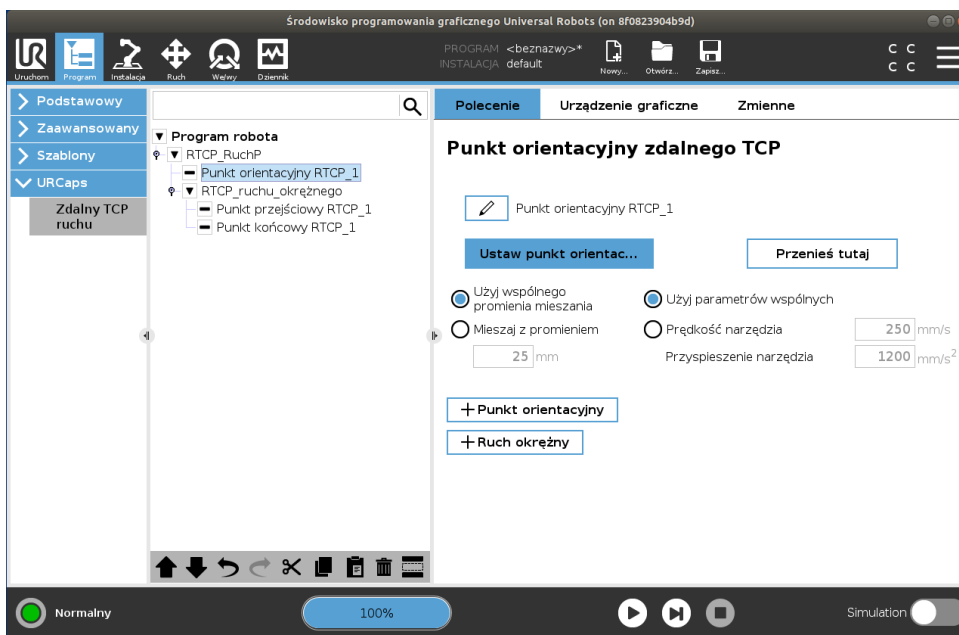 Środowisko programowania graficznego Universal Robots (on 8f0823904b9d)
PROGRAM <beznazwy>*
INSTALACJA default
Uruchom Program Instalacja Ruch We/wy Dziennik
Nowy... Otwórz... Zapisz...
C C
C C
Podstawowy
Zaawansowany
Szablony
URCaps
Zdalny TCP
ruchu
Program robota
RTCP_RuchP
Punkt orientacyjny RTCP_1
RTCP_ruchu_okrężnego
Punkt przejściowy RTCP_1
Punkt końcowy RTCP_1
Polecenie Urządzenie graficzne Zmienne
Punkt orientacyjny zdalnego TCP
Punkt orientacyjny RTCP_1
Ustaw punkt orientac... Przenieś tutaj
Użyj wspólnego
promienia mieszania
Użyj parametrów wspólnych
Mieszaj z promieniem
25 mm
Prędkość narzędzia 250 mm/s
Przyspieszenie narzędzia 1200 mm/s²
+Punkt orientacyjny
+Ruch okrężny
Normalny 100% Simulation